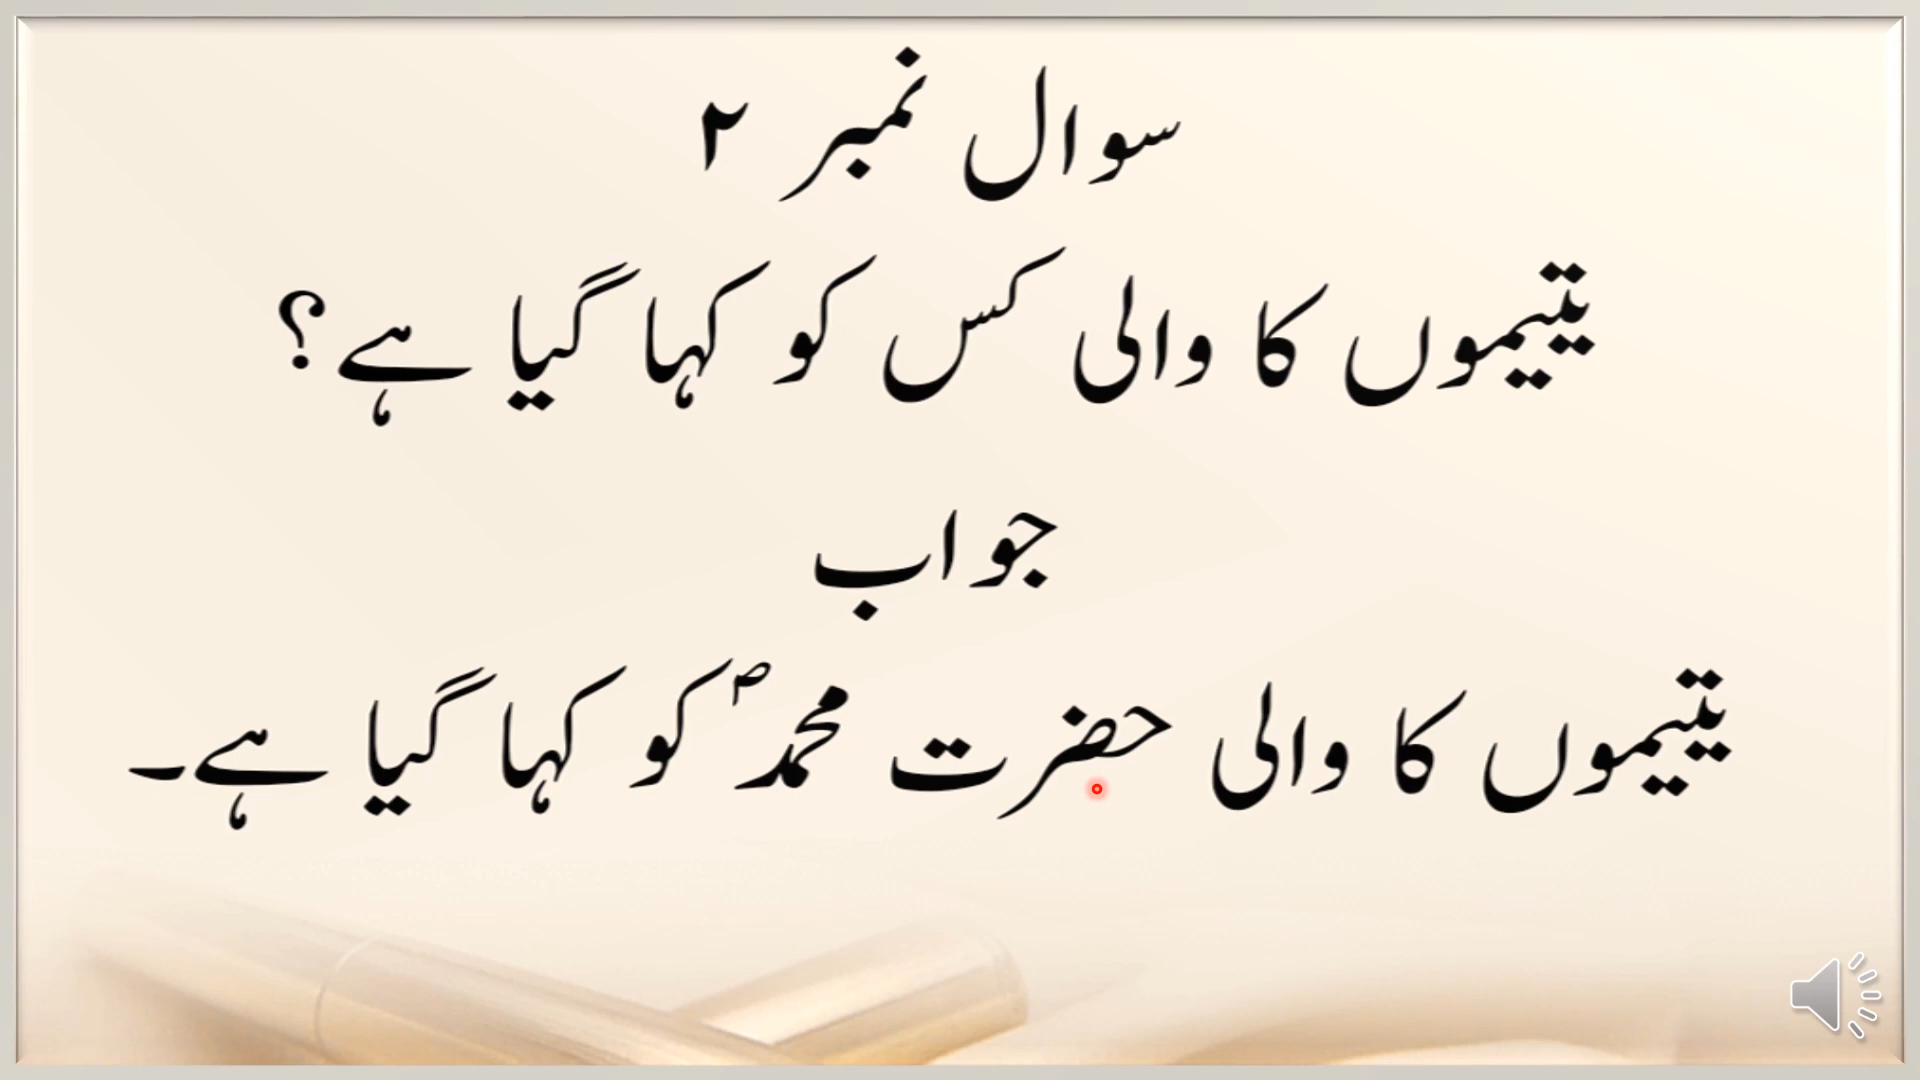 سوال نمبر ۲
یتیموں کا والی کس کو کہا گیا ہے؟
جواب
یتیموں کا والی حضرت محمدؐ کو کہا گیا ہے۔